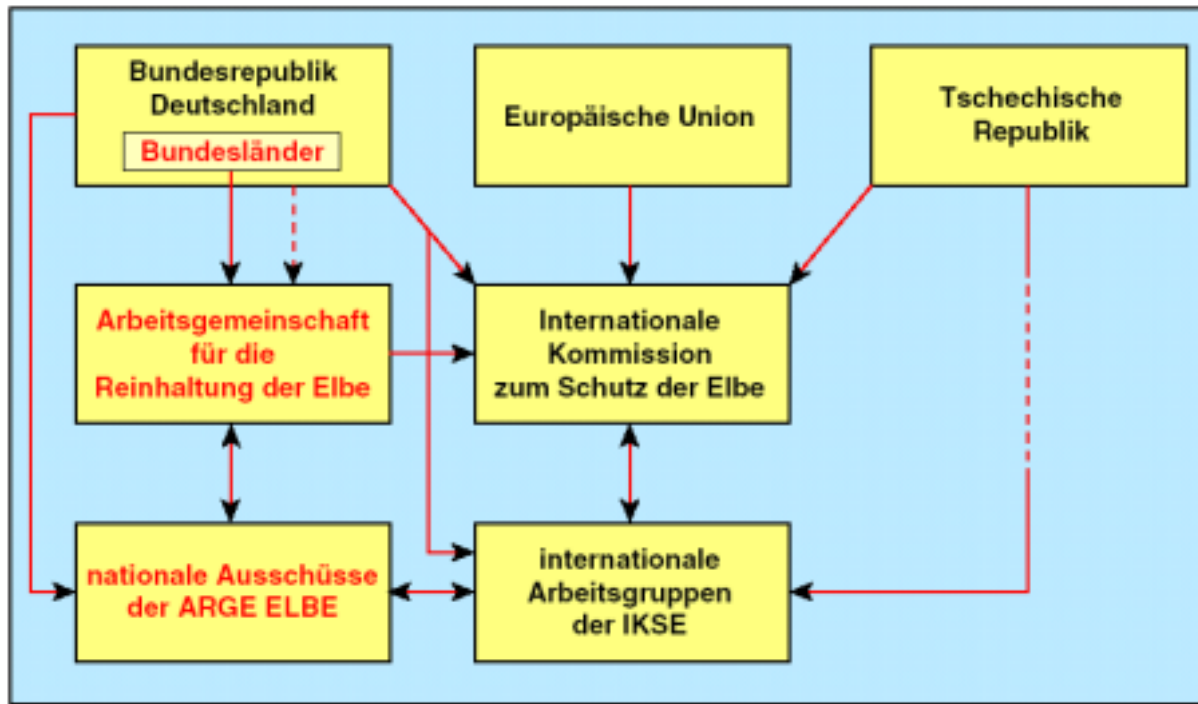 Bundesrepublik
Deutschland
Bundesländer
Europäische Union
Tschechische
Republik
Arbeitsgemeinschaft
für die
Reinhaltung der Elbe
Internationale
Kommission
zum Schutz der Elbe
nationale Ausschüsse
der ARGE ELBE
internationale
Arbeitsgruppen
der IKSE